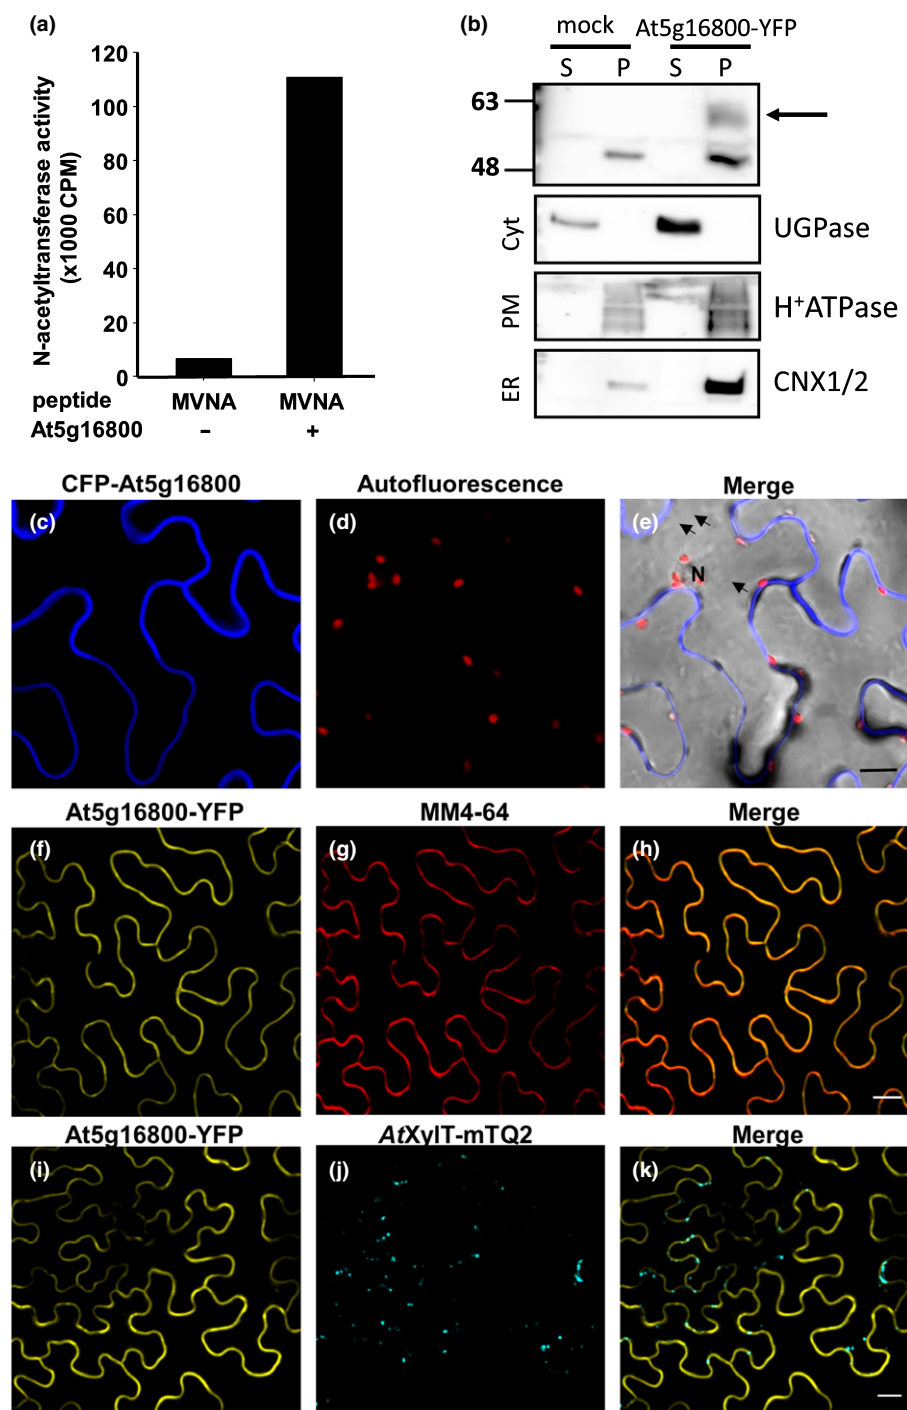 (a)
N-acetyltransferase activity
(x1000 CPM)
120
100
80
60
40
20
0
peptide MVNA MVNA
At5g16800 – +
(b)
mock At5g16800-YFP
S P S P
63
48
Cyt UGPase
PM H⁺ATPase
ER CNX1/2
CFP-At5g16800 Autofluorescence Merge
(c) (d) (e)
N
At5g16800-YFP MM4-64 Merge
(f) (g) (h)
At5g16800-YFP AtXylT-mTQ2 Merge
(i) (j) (k)